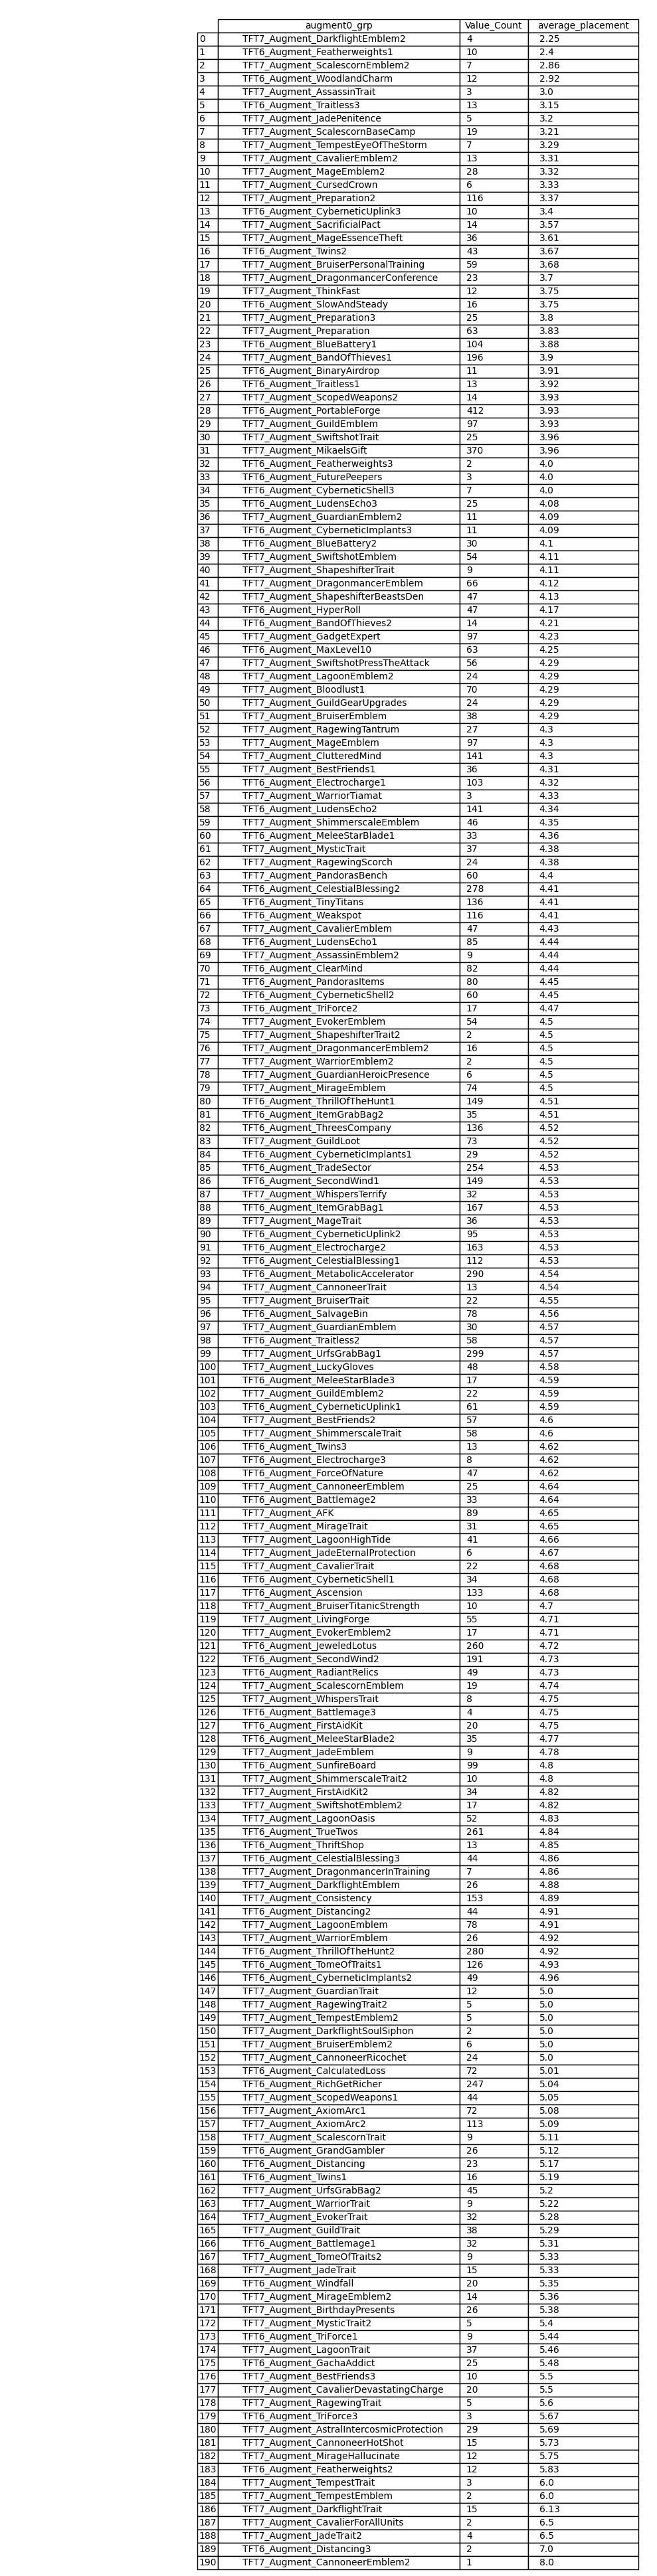 augment0_grp Value_Count average_placement
0 TFT7_Augment_DarkflightEmblem2 4 2.25
1 TFT6_Augment_Featherweights1 10 2.4
2 TFT7_Augment_ScalescornEmblem2 7 2.86
3 TFT6_Augment_WoodlandCharm 12 2.92
4 TFT7_Augment_AssassinTrait 3 3.0
5 TFT6_Augment_Traitless3 13 3.15
6 TFT7_Augment_JadePenitence 5 3.2
7 TFT7_Augment_ScalescornBaseCamp 19 3.21
8 TFT7_Augment_TempestEyeOfTheStorm 7 3.29
9 TFT7_Augment_CavalierEmblem2 13 3.31
10 TFT7_Augment_MageEmblem2 28 3.32
11 TFT7_Augment_CursedCrown 6 3.33
12 TFT7_Augment_Preparation2 116 3.37
13 TFT6_Augment_CyberneticUplink3 10 3.4
14 TFT7_Augment_SacrificialPact 14 3.57
15 TFT7_Augment_MageEssenceTheft 36 3.61
16 TFT6_Augment_Twins2 43 3.67
17 TFT7_Augment_BruiserPersonalTraining 59 3.68
18 TFT7_Augment_DragonmancerConference 23 3.7
19 TFT7_Augment_ThinkFast 12 3.75
20 TFT6_Augment_SlowAndSteady 16 3.75
21 TFT7_Augment_Preparation3 25 3.8
22 TFT7_Augment_Preparation 63 3.83
23 TFT6_Augment_BlueBattery1 104 3.88
24 TFT7_Augment_BandOfThieves1 196 3.9
25 TFT6_Augment_BinaryAirdrop 11 3.91
26 TFT6_Augment_Traitless1 13 3.92
27 TFT7_Augment_ScopedWeapons2 14 3.93
28 TFT6_Augment_PortableForge 412 3.93
29 TFT7_Augment_GuildEmblem 97 3.93
30 TFT7_Augment_SwiftshotTrait 25 3.96
31 TFT7_Augment_MikaelsGift 370 3.96
32 TFT6_Augment_Featherweights3 2 4.0
33 TFT7_Augment_FuturePeepers 3 4.0
34 TFT6_Augment_CyberneticShell3 7 4.0
35 TFT6_Augment_LudensEcho3 25 4.08
36 TFT7_Augment_GuardianEmblem2 11 4.09
37 TFT6_Augment_CyberneticImplants3 11 4.09
38 TFT6_Augment_BlueBattery2 30 4.1
39 TFT7_Augment_SwiftshotEmblem 54 4.11
40 TFT7_Augment_ShapeshifterTrait 9 4.11
41 TFT7_Augment_DragonmancerEmblem 66 4.12
42 TFT7_Augment_ShapeshifterBeastsDen 47 4.13
43 TFT6_Augment_HyperRoll 47 4.17
44 TFT6_Augment_BandOfThieves2 14 4.21
45 TFT7_Augment_GadgetExpert 97 4.23
46 TFT6_Augment_MaxLevel10 63 4.25
47 TFT7_Augment_SwiftshotPressTheAttack 56 4.29
48 TFT7_Augment_LagoonEmblem2 24 4.29
49 TFT7_Augment_Bloodlust1 70 4.29
50 TFT7_Augment_GuildGearUpgrades 24 4.29
51 TFT7_Augment_BruiserEmblem 38 4.29
52 TFT7_Augment_RagewingTantrum 27 4.3
53 TFT7_Augment_MageEmblem 97 4.3
54 TFT7_Augment_ClutteredMind 141 4.3
55 TFT7_Augment_BestFriends1 36 4.31
56 TFT6_Augment_Electrocharge1 103 4.32
57 TFT7_Augment_WarriorTiamat 3 4.33
58 TFT6_Augment_LudensEcho2 141 4.34
59 TFT7_Augment_ShimmerscaleEmblem 46 4.35
60 TFT6_Augment_MeleeStarBlade1 33 4.36
61 TFT7_Augment_MysticTrait 37 4.38
62 TFT7_Augment_RagewingScorch 24 4.38
63 TFT7_Augment_PandorasBench 60 4.4
64 TFT6_Augment_CelestialBlessing2 278 4.41
65 TFT6_Augment_TinyTitans 136 4.41
66 TFT6_Augment_Weakspot 116 4.41
67 TFT7_Augment_CavalierEmblem 47 4.43
68 TFT6_Augment_LudensEcho1 85 4.44
69 TFT7_Augment_AssassinEmblem2 9 4.44
70 TFT6_Augment_ClearMind 82 4.44
71 TFT6_Augment_PandorasItems 80 4.45
72 TFT6_Augment_CyberneticShell2 60 4.45
73 TFT6_Augment_TriForce2 17 4.47
74 TFT7_Augment_EvokerEmblem 54 4.5
75 TFT7_Augment_ShapeshifterTrait2 2 4.5
76 TFT7_Augment_DragonmancerEmblem2 16 4.5
77 TFT7_Augment_WarriorEmblem2 2 4.5
78 TFT7_Augment_GuardianHeroicPresence 6 4.5
79 TFT7_Augment_MirageEmblem 74 4.5
80 TFT6_Augment_ThrillOfTheHunt1 149 4.51
81 TFT6_Augment_ItemGrabBag2 35 4.51
82 TFT6_Augment_ThreesCompany 136 4.52
83 TFT7_Augment_GuildLoot 73 4.52
84 TFT6_Augment_CyberneticImplants1 29 4.52
85 TFT6_Augment_TradeSector 254 4.53
86 TFT6_Augment_SecondWind1 149 4.53
87 TFT7_Augment_WhispersTerrify 32 4.53
88 TFT6_Augment_ItemGrabBag1 167 4.53
89 TFT7_Augment_MageTrait 36 4.53
90 TFT6_Augment_CyberneticUplink2 95 4.53
91 TFT6_Augment_Electrocharge2 163 4.53
92 TFT6_Augment_CelestialBlessing1 112 4.53
93 TFT6_Augment_MetabolicAccelerator 290 4.54
94 TFT7_Augment_CannoneerTrait 13 4.54
95 TFT7_Augment_BruiserTrait 22 4.55
96 TFT6_Augment_SalvageBin 78 4.56
97 TFT7_Augment_GuardianEmblem 30 4.57
98 TFT6_Augment_Traitless2 58 4.57
99 TFT7_Augment_UrfsGrabBag1 299 4.57
100 TFT7_Augment_LuckyGloves 48 4.58
101 TFT6_Augment_MeleeStarBlade3 17 4.59
102 TFT7_Augment_GuildEmblem2 22 4.59
103 TFT6_Augment_CyberneticUplink1 61 4.59
104 TFT7_Augment_BestFriends2 57 4.6
105 TFT7_Augment_ShimmerscaleTrait 58 4.6
106 TFT6_Augment_Twins3 13 4.62
107 TFT6_Augment_Electrocharge3 8 4.62
108 TFT6_Augment_ForceOfNature 47 4.62
109 TFT7_Augment_CannoneerEmblem 25 4.64
110 TFT6_Augment_Battlemage2 33 4.64
111 TFT7_Augment_AFK 89 4.65
112 TFT7_Augment_MirageTrait 31 4.65
113 TFT7_Augment_LagoonHighTide 41 4.66
114 TFT7_Augment_JadeEternalProtection 6 4.67
115 TFT7_Augment_CavalierTrait 22 4.68
116 TFT6_Augment_CyberneticShell1 34 4.68
117 TFT6_Augment_Ascension 133 4.68
118 TFT7_Augment_BruiserTitanicStrength 10 4.7
119 TFT7_Augment_LivingForge 55 4.71
120 TFT7_Augment_EvokerEmblem2 17 4.71
121 TFT6_Augment_JeweledLotus 260 4.72
122 TFT6_Augment_SecondWind2 191 4.73
123 TFT6_Augment_RadiantRelics 49 4.73
124 TFT7_Augment_ScalescornEmblem 19 4.74
125 TFT7_Augment_WhispersTrait 8 4.75
126 TFT6_Augment_Battlemage3 4 4.75
127 TFT6_Augment_FirstAidKit 20 4.75
128 TFT6_Augment_MeleeStarBlade2 35 4.77
129 TFT7_Augment_JadeEmblem 9 4.78
130 TFT6_Augment_SunfireBoard 99 4.8
131 TFT7_Augment_ShimmerscaleTrait2 10 4.8
132 TFT7_Augment_FirstAidKit2 34 4.82
133 TFT7_Augment_SwiftshotEmblem2 17 4.82
134 TFT7_Augment_LagoonOasis 52 4.83
135 TFT6_Augment_TrueTwos 261 4.84
136 TFT6_Augment_ThriftShop 13 4.85
137 TFT6_Augment_CelestialBlessing3 44 4.86
138 TFT7_Augment_DragonmancerInTraining 7 4.86
139 TFT7_Augment_DarkflightEmblem 26 4.88
140 TFT7_Augment_Consistency 153 4.89
141 TFT6_Augment_Distancing2 44 4.91
142 TFT7_Augment_LagoonEmblem 78 4.91
143 TFT7_Augment_WarriorEmblem 26 4.92
144 TFT6_Augment_ThrillOfTheHunt2 280 4.92
145 TFT6_Augment_TomeOfTraits1 126 4.93
146 TFT6_Augment_CyberneticImplants2 49 4.96
147 TFT7_Augment_GuardianTrait 12 5.0
148 TFT7_Augment_RagewingTrait2 5 5.0
149 TFT7_Augment_TempestEmblem2 5 5.0
150 TFT7_Augment_DarkflightSoulSiphon 2 5.0
151 TFT7_Augment_BruiserEmblem2 6 5.0
152 TFT7_Augment_CannoneerRicochet 24 5.0
153 TFT6_Augment_CalculatedLoss 72 5.01
154 TFT6_Augment_RichGetRicher 247 5.04
155 TFT7_Augment_ScopedWeapons1 44 5.05
156 TFT7_Augment_AxiomArc1 72 5.08
157 TFT7_Augment_AxiomArc2 113 5.09
158 TFT7_Augment_ScalescornTrait 9 5.11
159 TFT6_Augment_GrandGambler 26 5.12
160 TFT6_Augment_Distancing 23 5.17
161 TFT6_Augment_Twins1 16 5.19
162 TFT7_Augment_UrfsGrabBag2 45 5.2
163 TFT7_Augment_WarriorTrait 9 5.22
164 TFT7_Augment_EvokerTrait 32 5.28
165 TFT7_Augment_GuildTrait 38 5.29
166 TFT6_Augment_Battlemage1 32 5.31
167 TFT7_Augment_TomeOfTraits2 9 5.33
168 TFT7_Augment_JadeTrait 15 5.33
169 TFT6_Augment_Windfall 20 5.35
170 TFT7_Augment_MirageEmblem2 14 5.36
171 TFT7_Augment_BirthdayPresents 26 5.38
172 TFT7_Augment_MysticTrait2 5 5.4
173 TFT6_Augment_TriForce1 9 5.44
174 TFT7_Augment_LagoonTrait 37 5.46
175 TFT6_Augment_GachaAddict 25 5.48
176 TFT7_Augment_BestFriends3 10 5.5
177 TFT7_Augment_CavalierDevastatingCharge 20 5.5
178 TFT7_Augment_RagewingTrait 5 5.6
179 TFT6_Augment_TriForce3 3 5.67
180 TFT7_Augment_AstralIntercosmicProtection 29 5.69
181 TFT7_Augment_CannoneerHotShot 15 5.73
182 TFT7_Augment_MirageHallucinate 12 5.75
183 TFT6_Augment_Featherweights2 12 5.83
184 TFT7_Augment_TempestTrait 3 6.0
185 TFT7_Augment_TempestEmblem 2 6.0
186 TFT7_Augment_DarkflightTrait 15 6.13
187 TFT7_Augment_CavalierForAllUnits 2 6.5
188 TFT7_Augment_JadeTrait2 4 6.5
189 TFT6_Augment_Distancing3 2 7.0
190 TFT7_Augment_CannoneerEmblem2 1 8.0